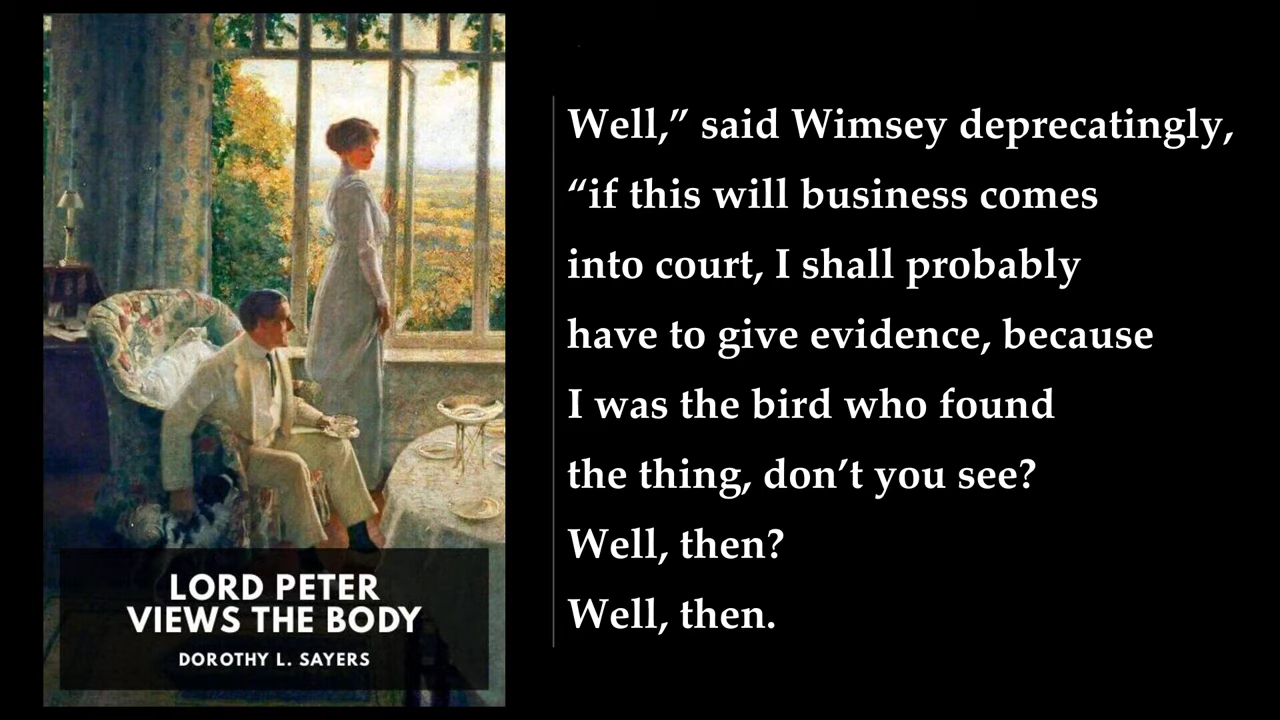 Well,” said Wimsey deprecatingly,
“if this will business comes
into court, I shall probably
have to give evidence, because
I was the bird who found
the thing, don’t you see?
Well, then?
Well, then.
LORD PETER
VIEWS THE BODY
DOROTHY L. SAYERS